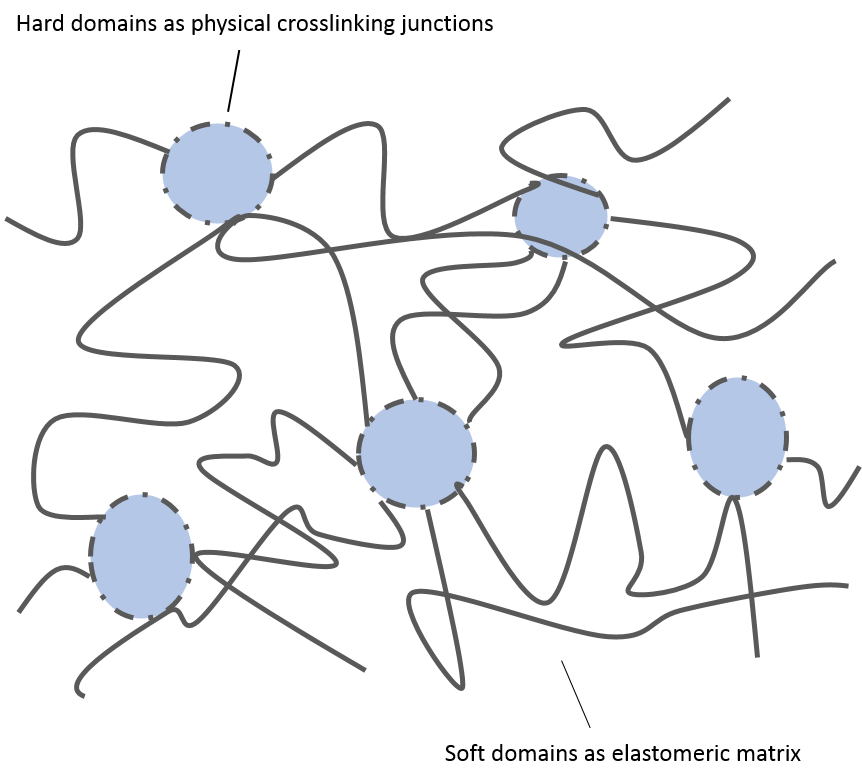 Hard domains as physical crosslinking junctions
Soft domains as elastomeric matrix